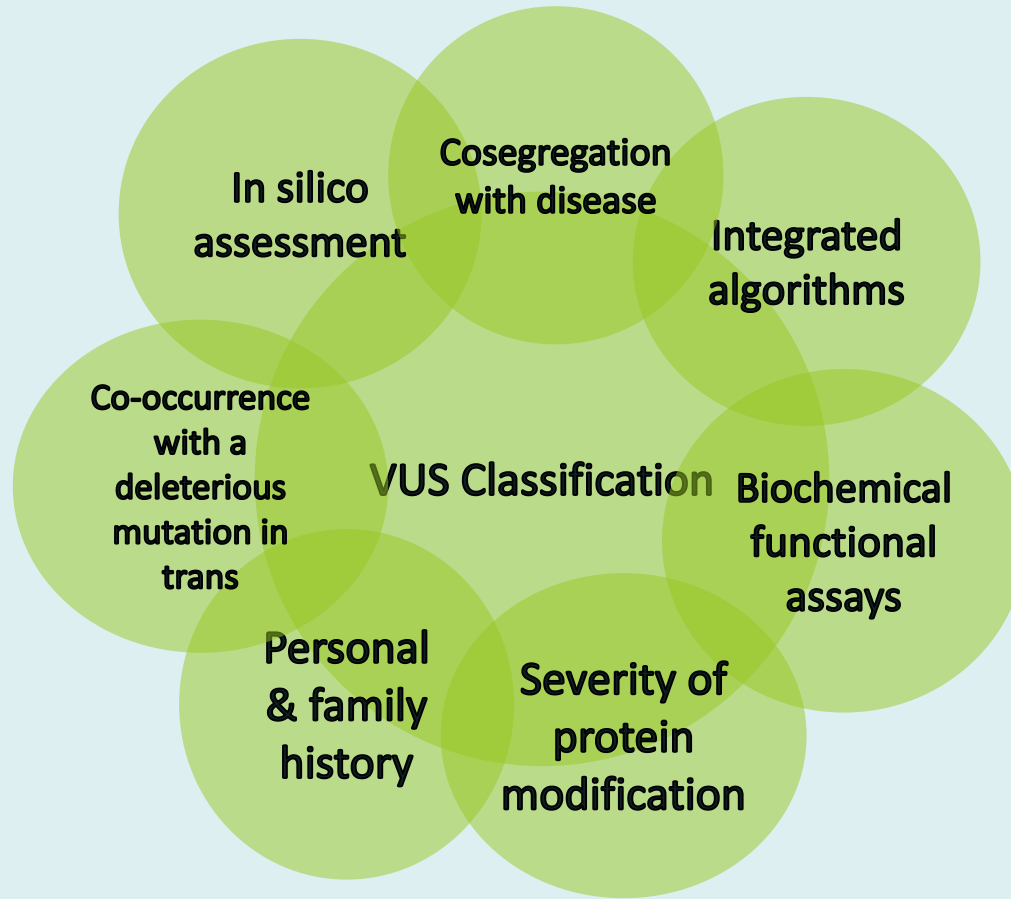 Cosegregation
with disease
In silico
assessment
Integrated
algorithms
Co-occurrence
with a
deleterious
mutation in
trans
VUS Classification
Biochemical
functional
assays
Personal
& family
history
Severity of
protein
modification